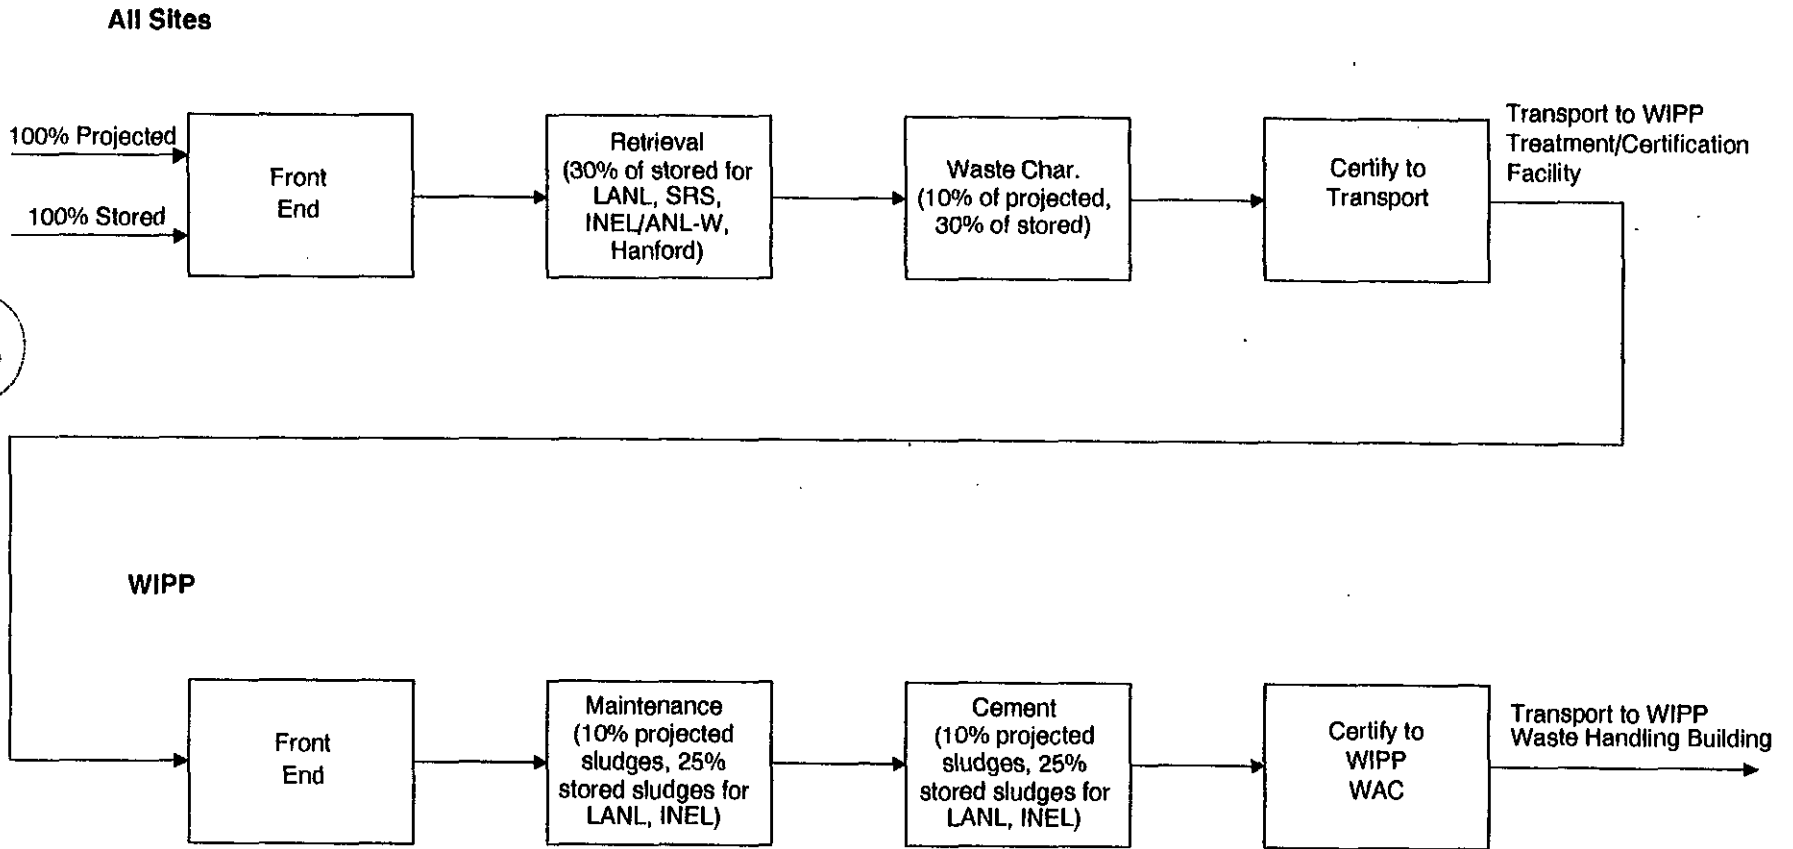 All Sites
100% Projected
100% Stored
Front
End
Retrieval
(30% of stored for
LANL, SRS,
INEL/ANL-W,
Hanford)
Waste Char.
(10% of projected,
30% of stored)
Certify to
Transport
Transport to WIPP
Treatment/Certification
Facility
WIPP
Front
End
Maintenance
(10% projected
sludges, 25%
stored sludges for
LANL, INEL)
Cement
(10% projected
sludges, 25%
stored sludges for
LANL, INEL)
Certify to
WIPP
WAC
Transport to WIPP
Waste Handling Building